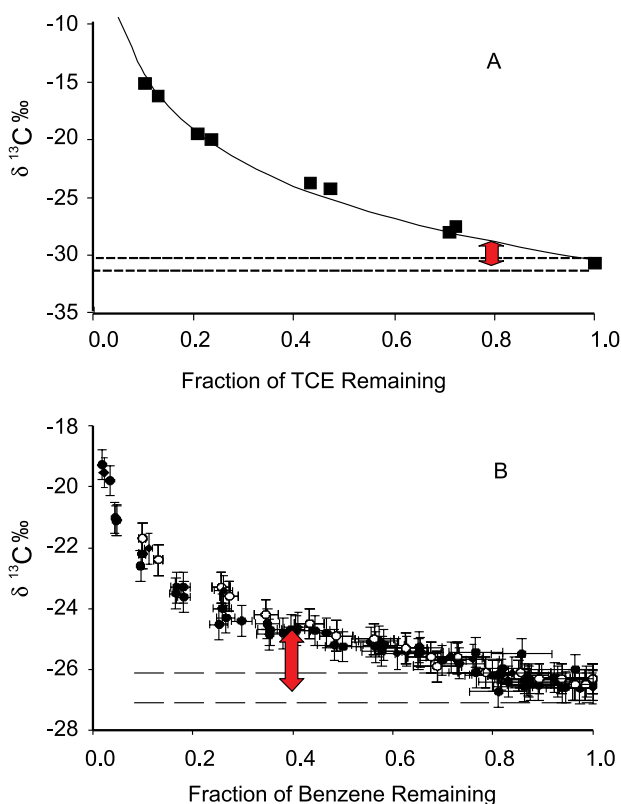 A
δ ¹³C ‰
-10
-15
-20
-25
-30
-35
0.0 0.2 0.4 0.6 0.8 1.0
Fraction of TCE Remaining
B
δ ¹³C ‰
-18
-20
-22
-24
-26
-28
0.0 0.2 0.4 0.6 0.8 1.0
Fraction of Benzene Remaining